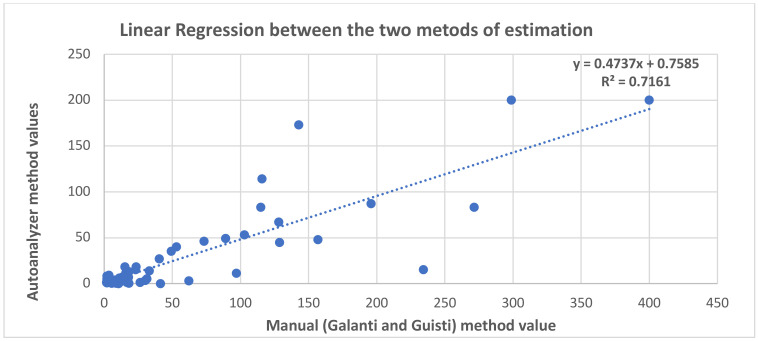 Linear Regression between the two metods of estimation
y = 0.4737x + 0.7585
R² = 0.7161
250
200
150
100
50
0
0 50 100 150 200 250 300 350 400 450
Autoanalyzer method values
Manual (Galanti and Guisti) method value